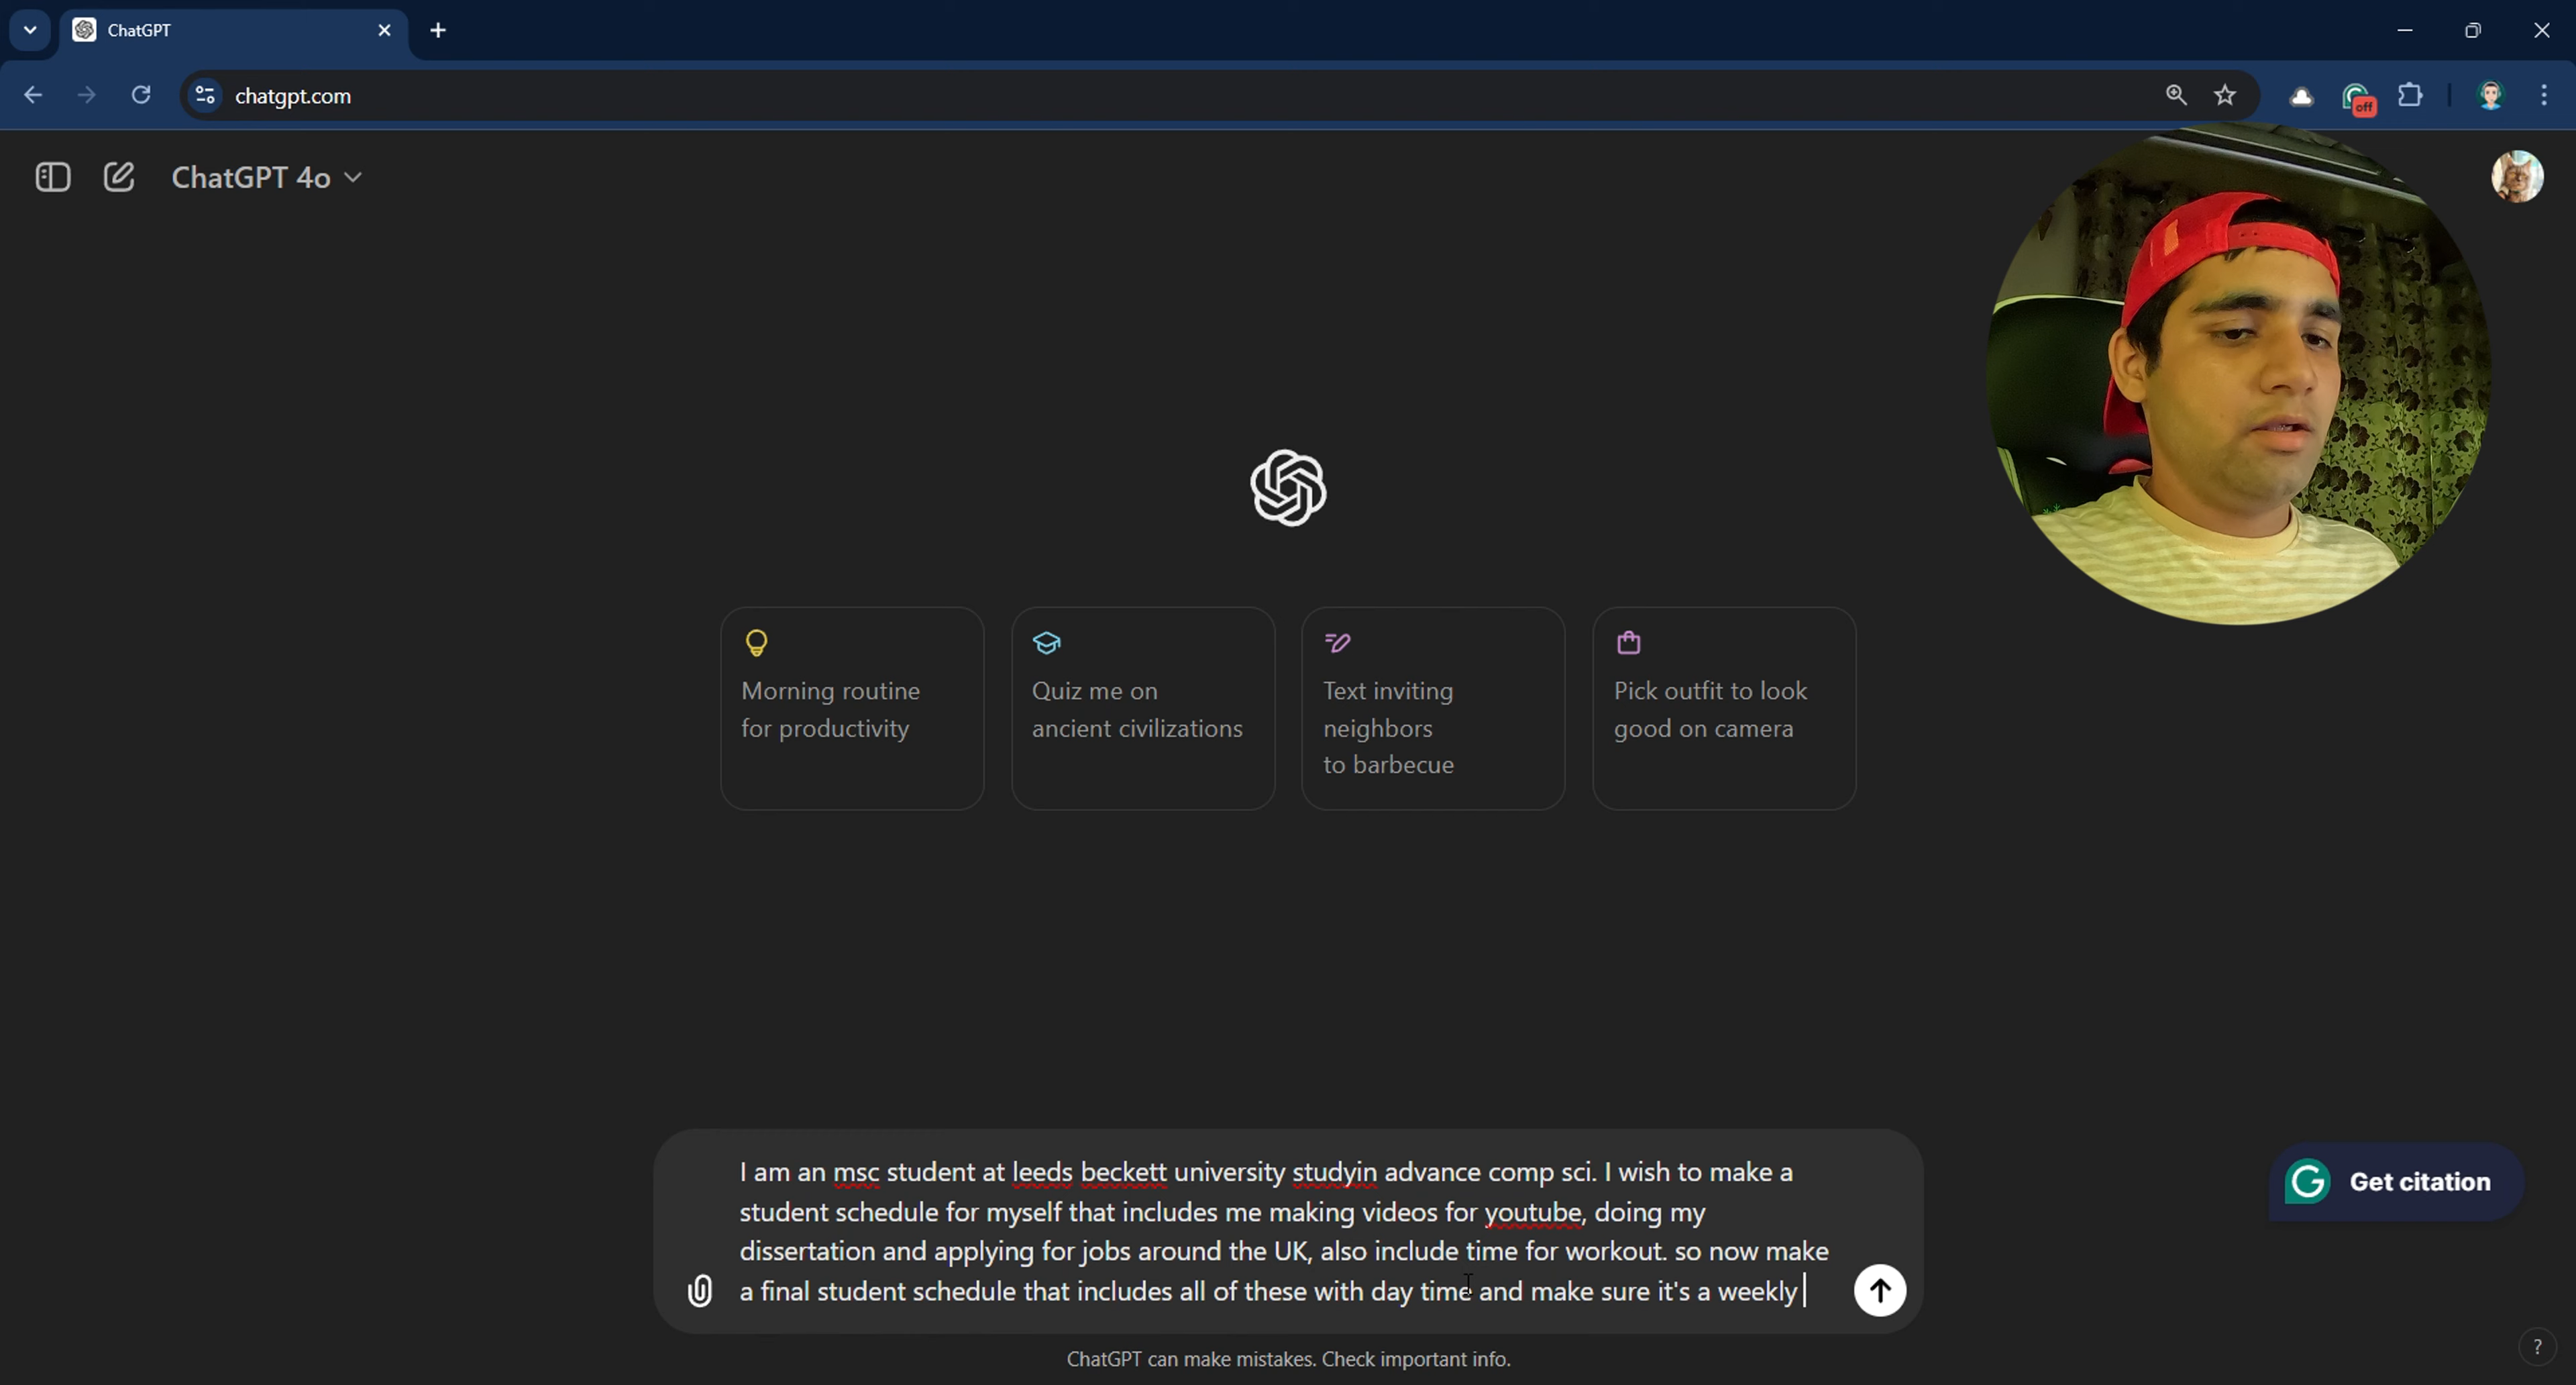 ChatGPT
chatgpt.com
off
ChatGPT 4o
Morning routine
for productivity
Quiz me on
ancient civilizations
Text inviting
neighbors
to barbecue
Pick outfit to look
good on camera
I am an msc student at leeds beckett university studyin advance comp sci. I wish to make a
student schedule for myself that includes me making videos for youtube, doing my
dissertation and applying for jobs around the UK, also include time for workout. so now make
a final student schedule that includes all of these with day time and make sure it's a weekly
Get citation
ChatGPT can make mistakes. Check important info.
?